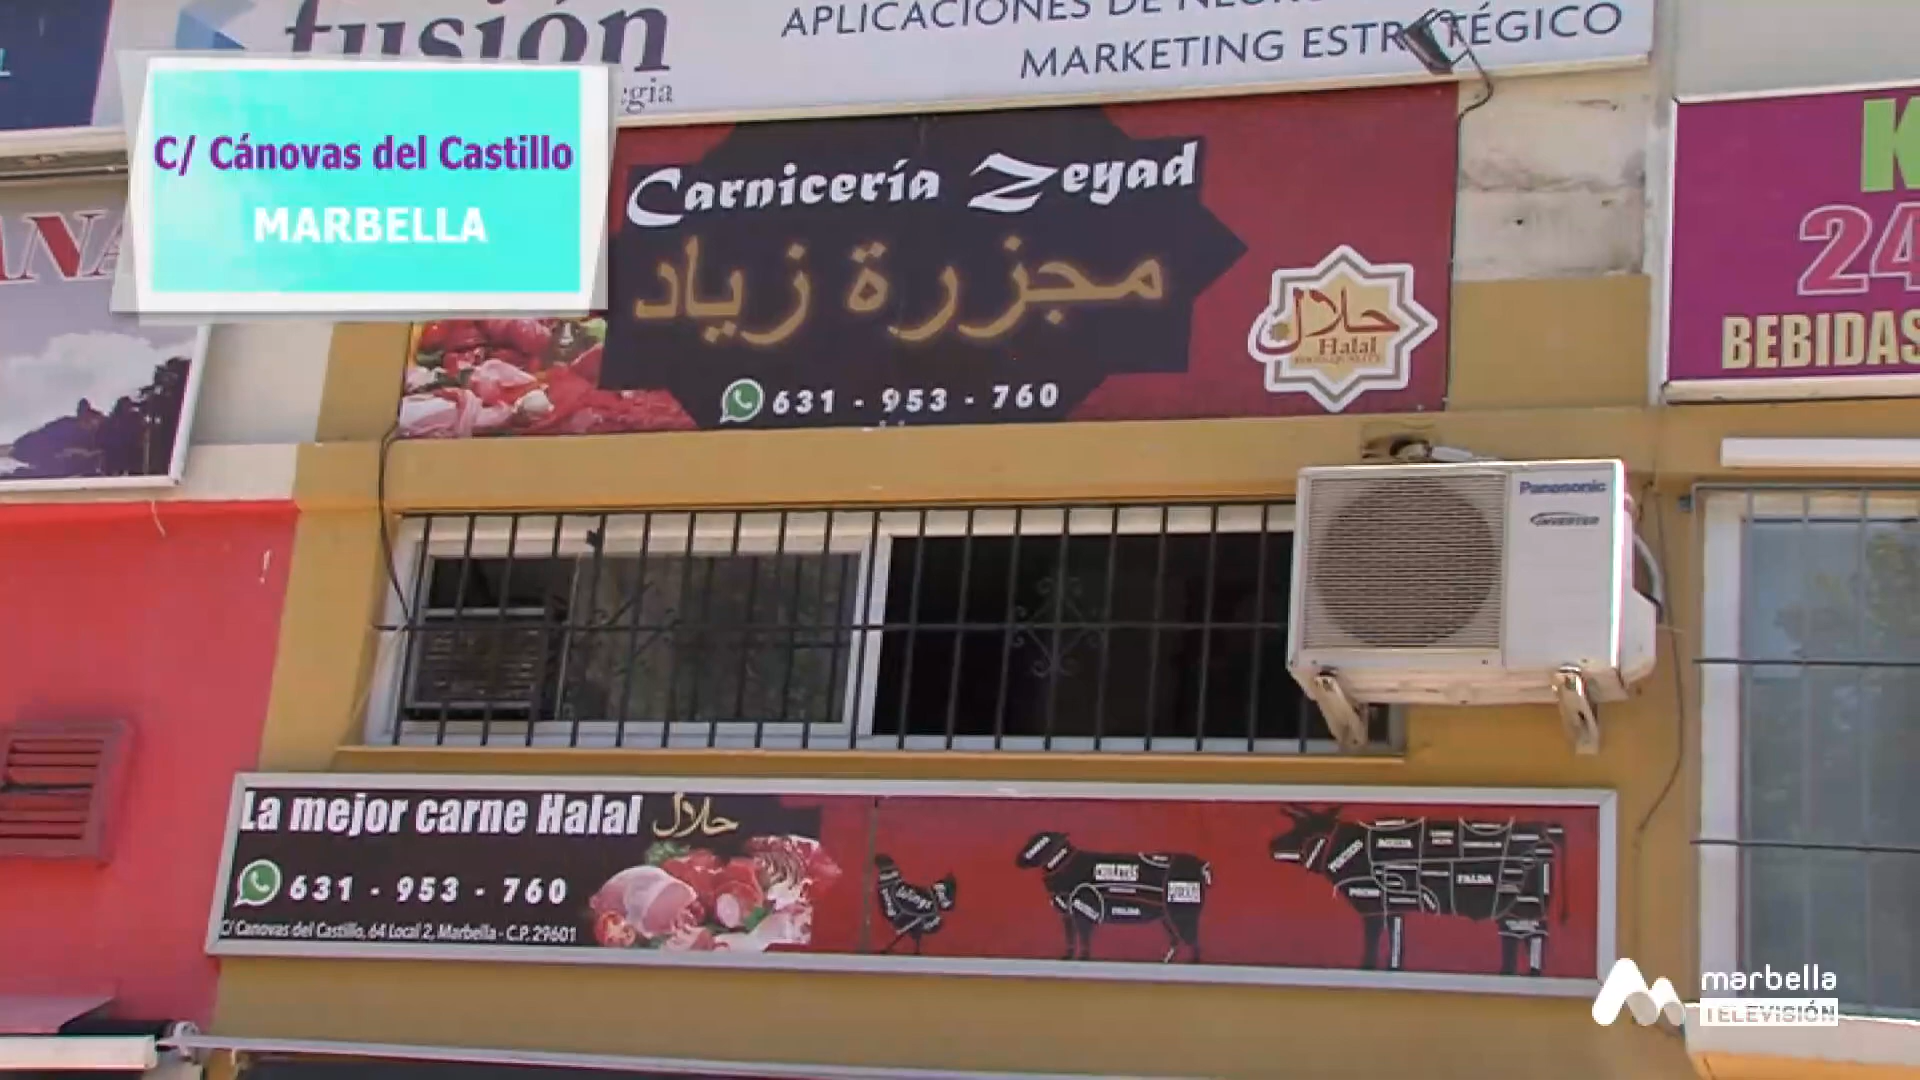 fusión
APLICACIONES DE
MARKETING ESTRATÉGICO
C/ Cánovas del Castillo
MARBELLA
Carnicería Zeyad
مجزرة زياد
حلال
Halal
631 - 953 - 760
24
BEBIDAS
Panasonic
INVERTER
La mejor carne Halal حلال
631 - 953 - 760
C/ Canovas del Castillo, 64 Local 2, Marbella - C.P. 29601
FALDA
marbella
TELEVISIÓN